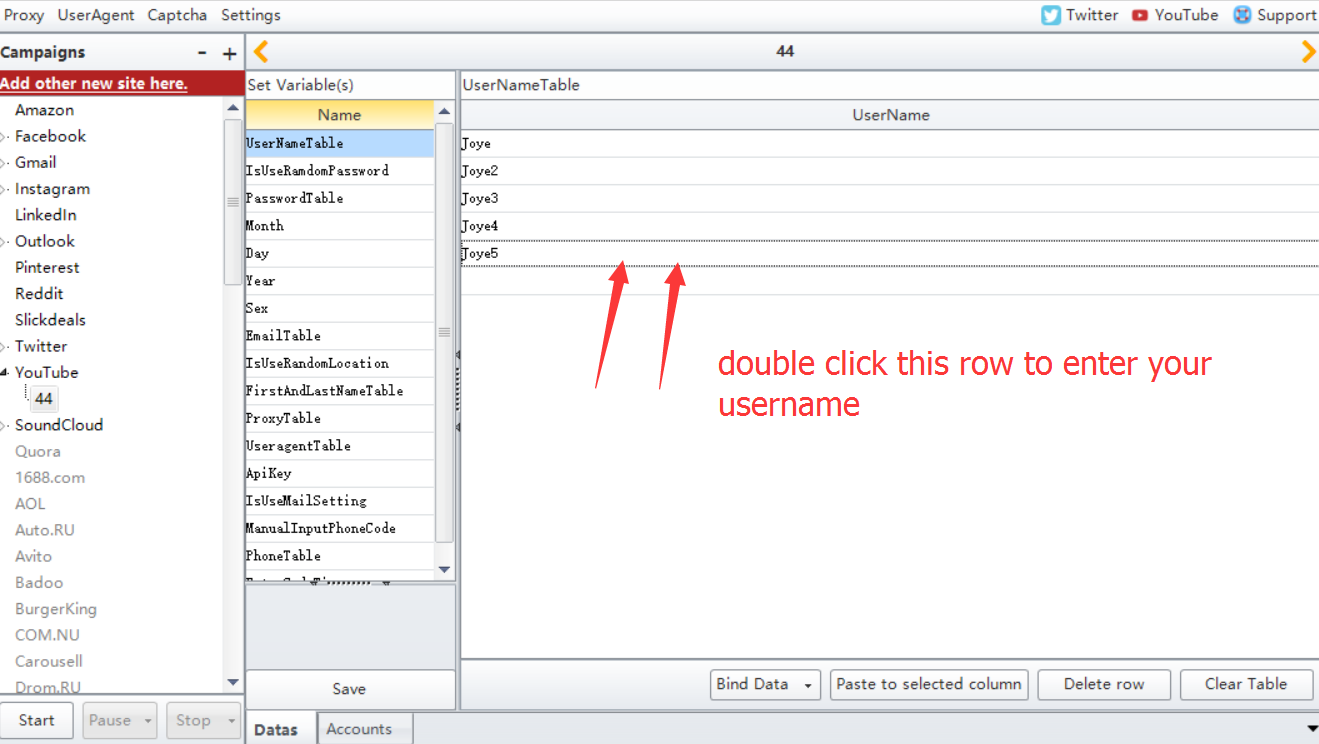 Proxy UserAgent Captcha Settings Twitter YouTube Support
Campaigns - +
44
Add other new site here.
Amazon
Facebook
Gmail
Instagram
LinkedIn
Outlook
Pinterest
Reddit
Slickdeals
Twitter
YouTube
44
SoundCloud
Quora
1688.com
AOL
Auto.RU
Avito
Badoo
BurgerKing
COM.NU
Carousell
Drom.RU
Start Pause Stop
Set Variable(s)
Name
UserNameTable
IsUseRamdomPassword
PasswordTable
Month
Day
Year
Sex
EmailTable
IsUseRandomLocation
FirstAndLastNameTable
ProxyTable
UseragentTable
ApiKey
IsUseMailSetting
ManualInputPhoneCode
PhoneTable
Save
Datas Accounts
UserNameTable
UserName
Joye
Joye2
Joye3
Joye4
Joye5
double click this row to enter your
username
Bind Data Paste to selected column Delete row Clear Table